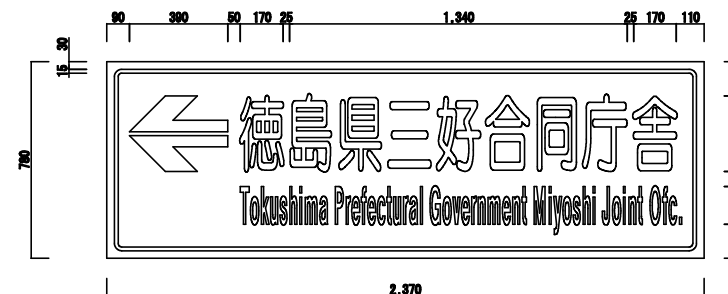 90 390 50 170 25 1.340 25 170 110
30
15
780
徳島県三好合同庁舎
Tokushima Prefectural Government Miyoshi Joint Ofc.
2.370